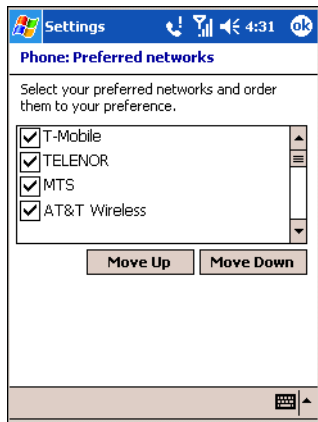 Settings 4:31 ok
Phone: Preferred networks
Select your preferred networks and order
them to your preference.
T-Mobile
TELENOR
MTS
AT&T Wireless
Move Up Move Down